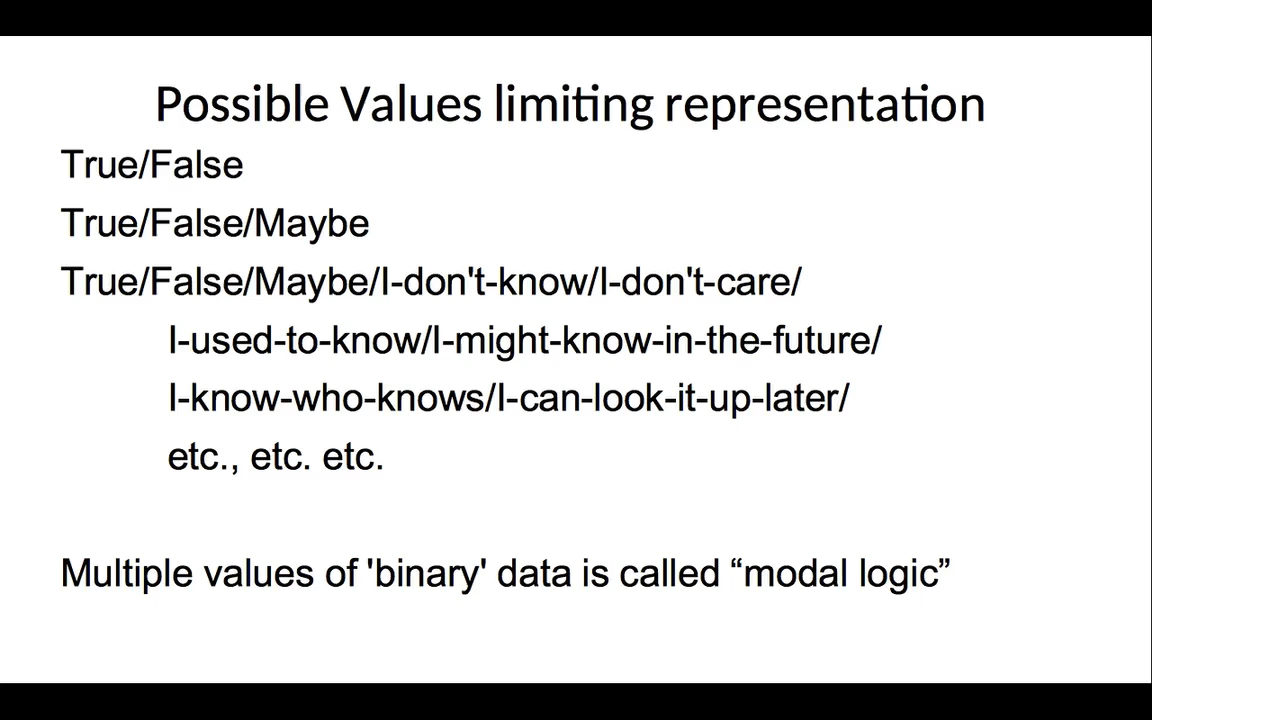 Possible Values limiting representation
True/False
True/False/Maybe
True/False/Maybe/I-don't-know/I-don't-care/
I-used-to-know/I-might-know-in-the-future/
I-know-who-knows/I-can-look-it-up-later/
etc., etc. etc.
Multiple values of 'binary' data is called “modal logic”